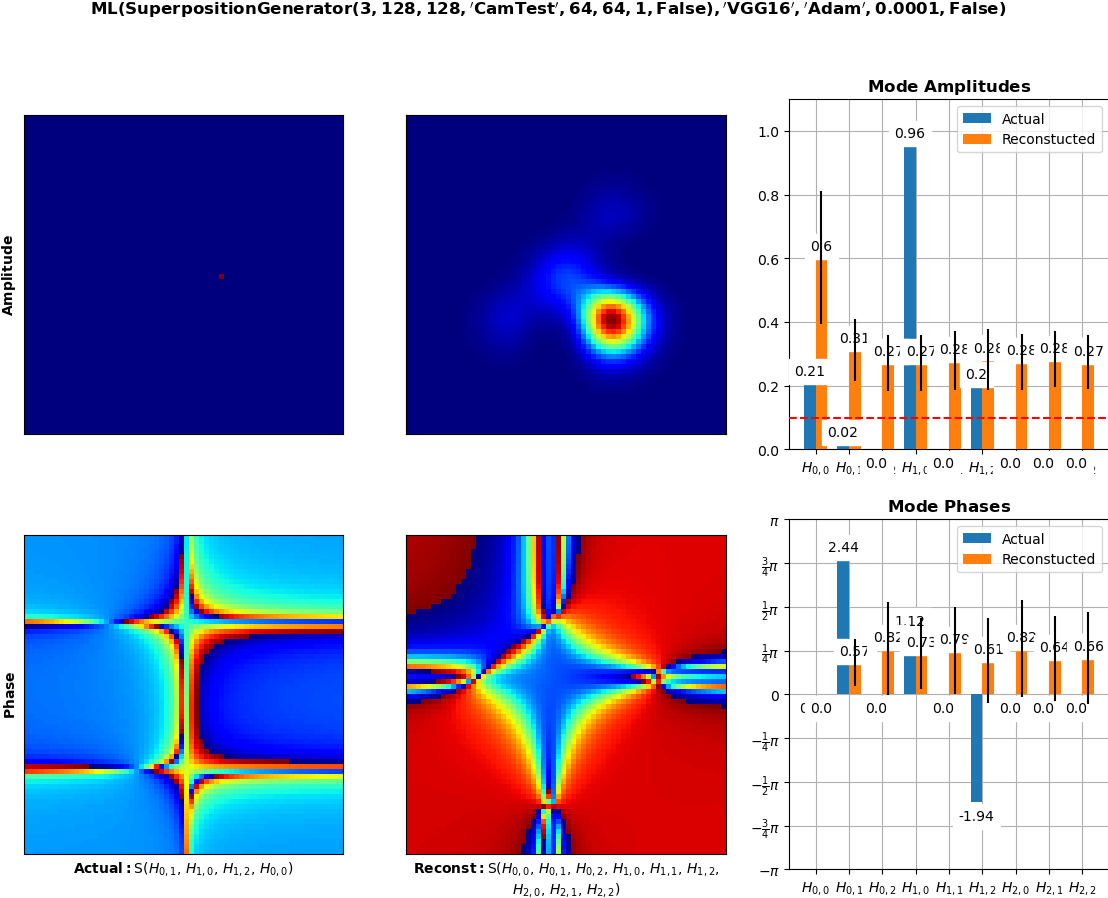 ML(SuperpositionGenerator(3, 128, 128, ′CamTest′, 64, 64, 1, False), ′VGG16′, ′Adam′, 0.0001, False)
Amplitude
Mode Amplitudes
Actual
Reconstucted
1.0
0.8
0.6
0.4
0.2
0.0
0.21
0.6
0.02
0.31
0.0
0.27
0.96
0.27
0.0
0.28
0.2
0.28
0.0
0.28
0.0
0.28
0.0
0.27
H0,0
H1,0
Phase
Mode Phases
Actual
Reconstucted
π
3/4π
1/2π
1/4π
0
−1/4π
−1/2π
−3/4π
−π
0.0
2.44
0.57
0.0
0.82
1.12
0.73
0.0
0.79
-1.94
0.61
0.0
0.82
0.0
0.64
0.0
0.66
H0,0 H0,1 H0,2 H1,0 H1,1 H1,2 H2,0 H2,1 H2,2
Actual: S(H0,1, H1,0, H1,2, H0,0)
Reconst: S(H0,0, H0,1, H0,2, H1,0, H1,1, H1,2,
H2,0, H2,1, H2,2)